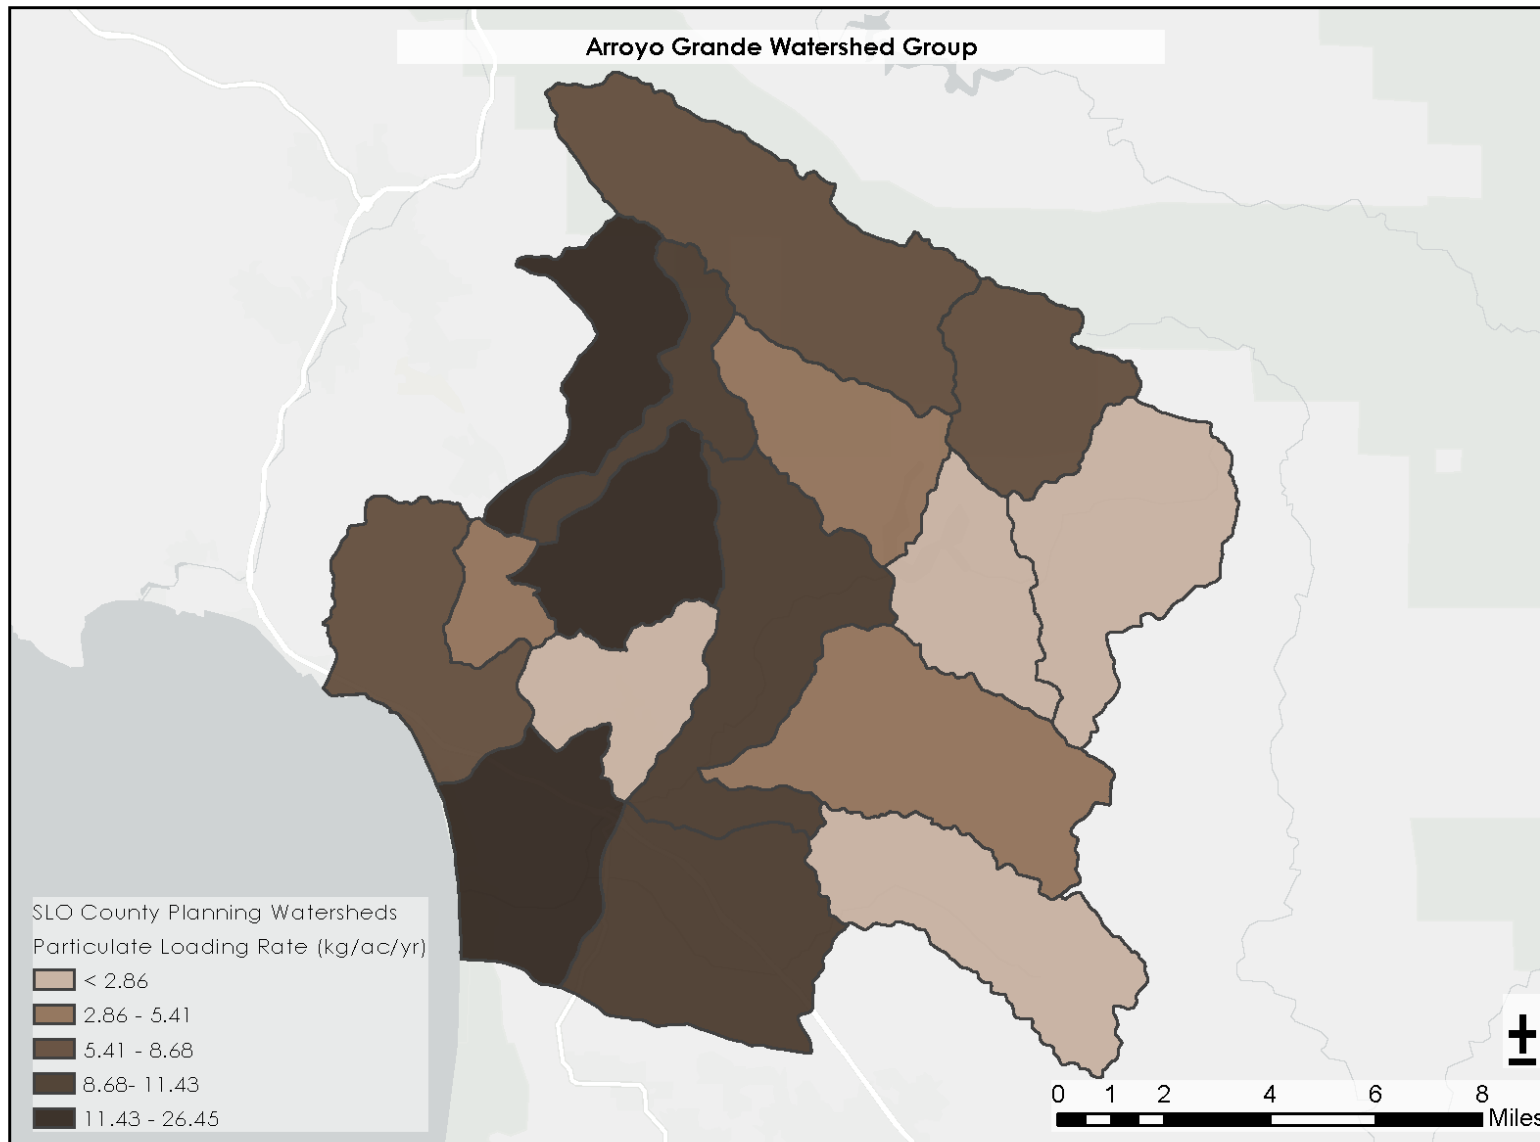 Arroyo Grande Watershed Group
SLO County Planning Watersheds
Particulate Loading Rate (kg/ac/yr)
< 2.86
2.86 - 5.41
5.41 - 8.68
8.68- 11.43
11.43 - 26.45
0 1 2 4 6 8
Miles